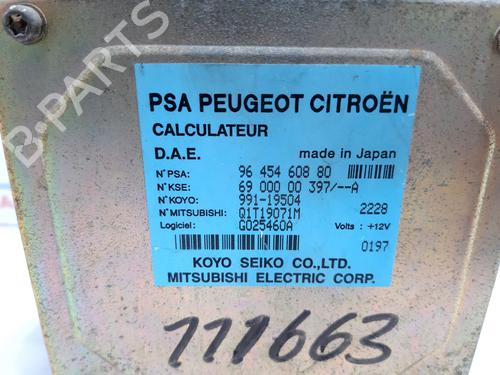 B-PARTS
PSA PEUGEOT CITROËN
CALCULATEUR
D.A.E. made in Japan
N°PSA: 96 454 608 80
N°KSE: 69 000 00 397/--A
N°KOYO: 991-19504
N°MITSUBISHI: Q1T19071M 2228
Logiciel: G025460A Volts : +12V
0197
KOYO SEIKO CO.,LTD.
MITSUBISHI ELECTRIC CORP.
111663